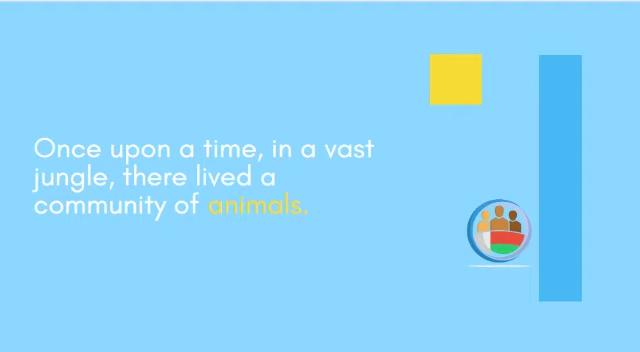 Once upon a time, in a vast
jungle, there lived a
community of animals.